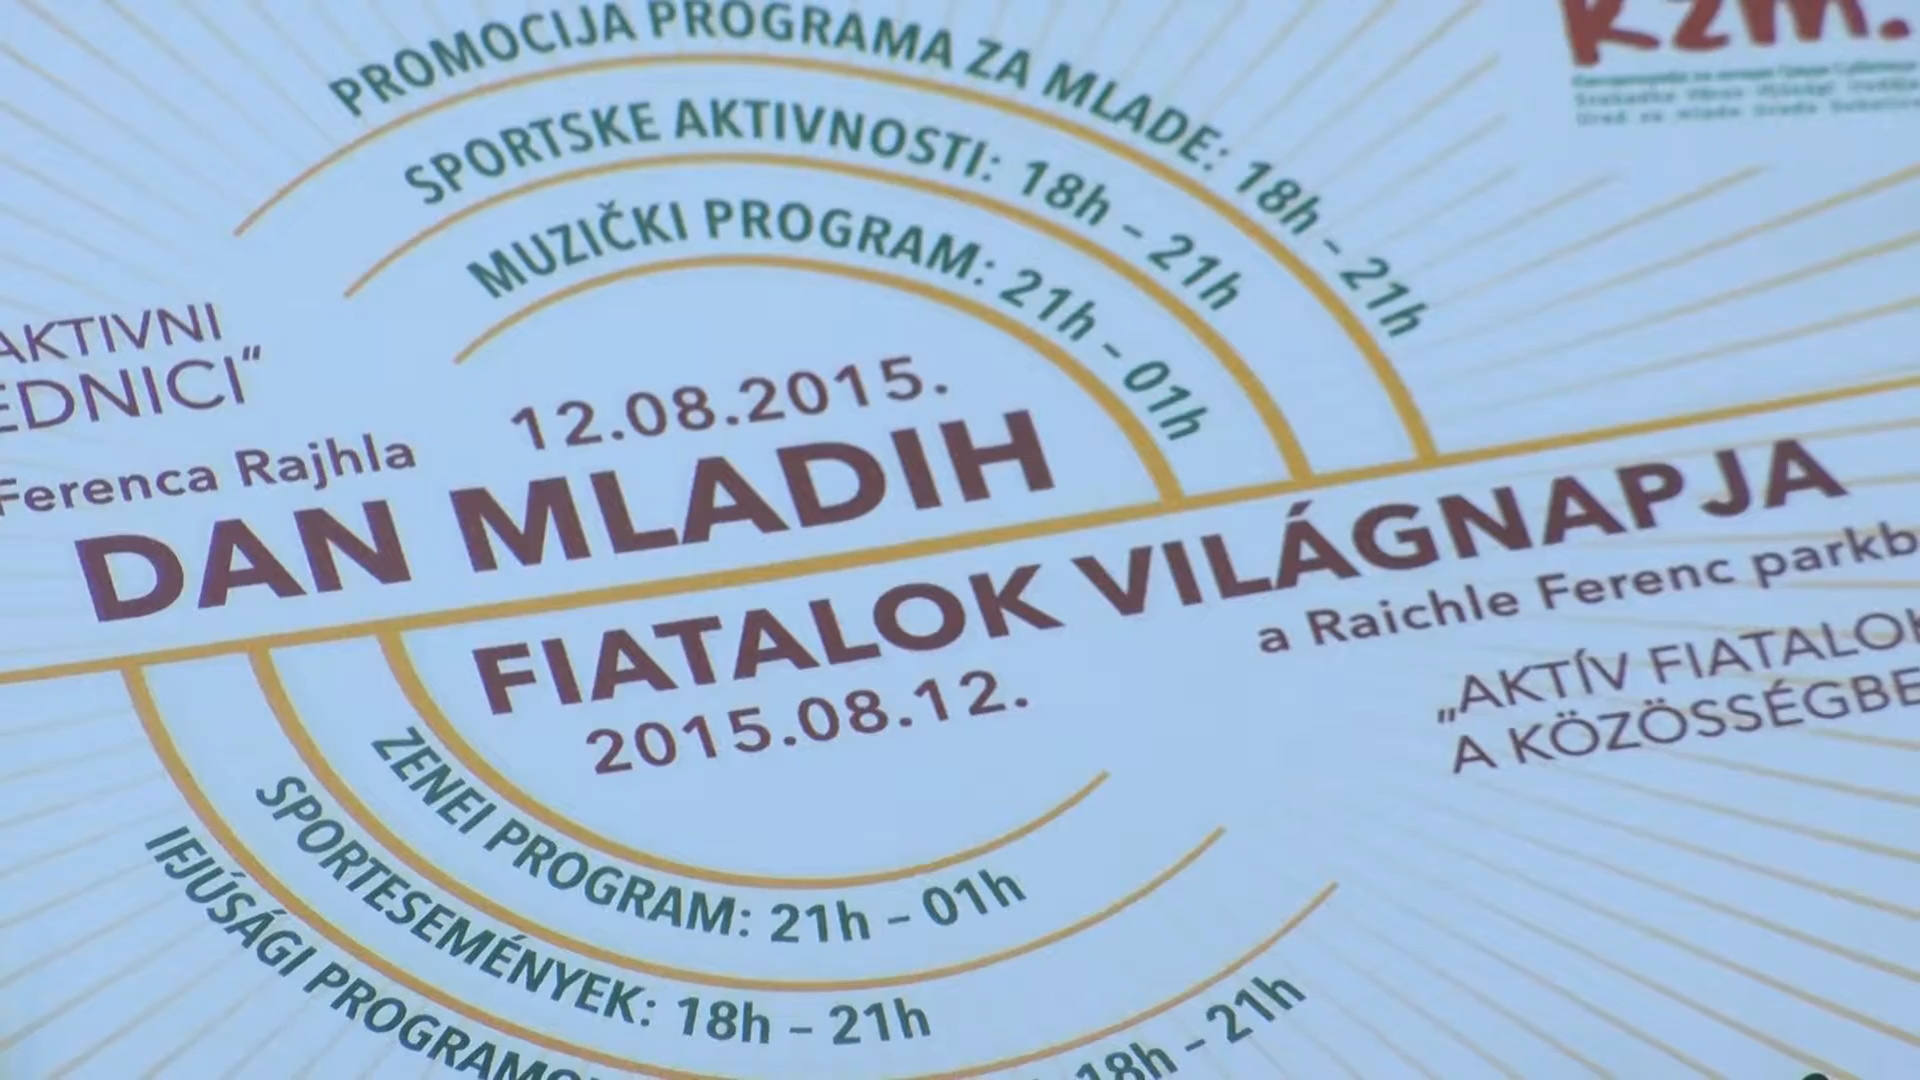 kzm.
PROMOCIJA PROGRAMA ZA MLADE: 18h – 21h
SPORTSKE AKTIVNOSTI: 18h – 21h
MUZIČKI PROGRAM: 21h – 01h
AKTIVNI
EDNICI“
Ferenca Rajhla
12.08.2015.
DAN MLADIH
FIATALOK VILÁGNAPJA
a Raichle Ferenc parkb
2015.08.12.
„AKTÍV FIATALOK
A KÖZÖSSÉGBE
ZENEI PROGRAM: 21h – 01h
SPORTESEMÉNYEK: 18h – 21h
IFJÚSÁGI PROGRAMO
18h – 21h